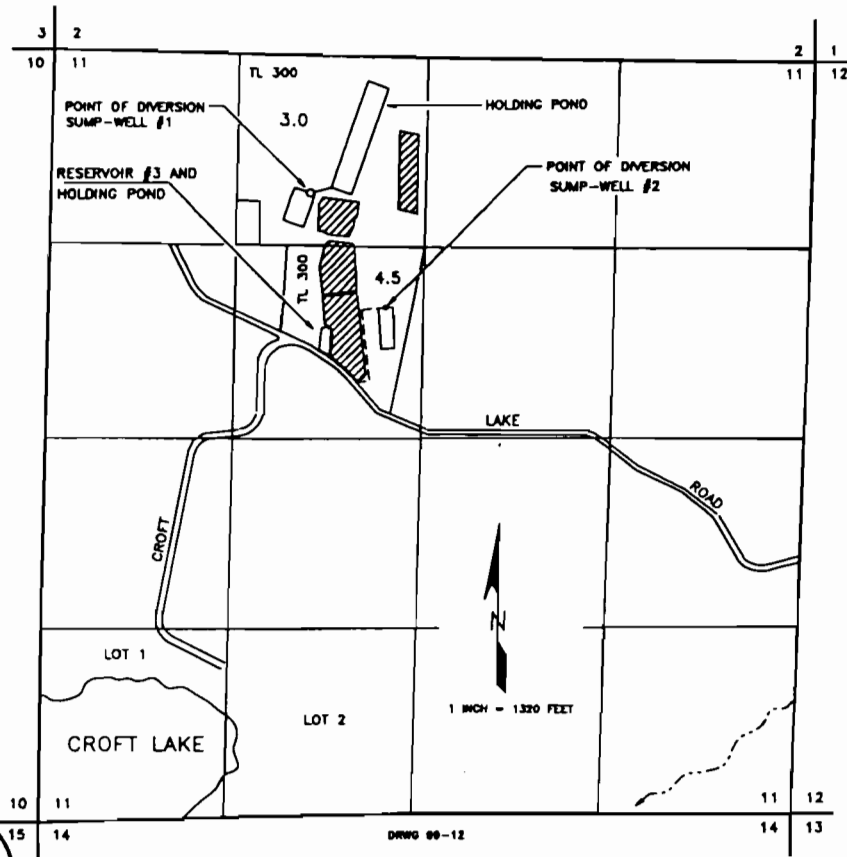 3 2
2 1
10 11
11 12
TL 300
POINT OF DIVERSION
SUMP-WELL #1
3.0
HOLDING POND
RESERVOIR #3 AND
HOLDING POND
POINT OF DIVERSION
SUMP-WELL #2
TL 300
4.5
LAKE
ROAD
CROFT
N
LOT 1
1 INCH = 1320 FEET
LOT 2
CROFT LAKE
10 11
11 12
15 14
14 13
DRWG 99-12